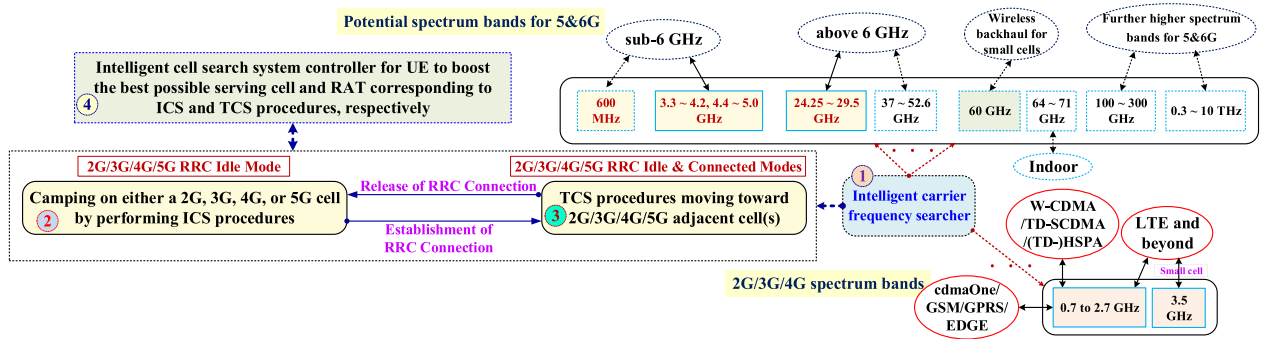 Potential spectrum bands for 5&6G
sub-6 GHz
above 6 GHz
Wireless
backhaul for
small cells
Further higher spectrum
bands for 5&6G
Intelligent cell search system controller for UE to boost
the best possible serving cell and RAT corresponding to
ICS and TCS procedures, respectively
4
600
MHz
3.3 ~ 4.2, 4.4 ~ 5.0
GHz
24.25 ~ 29.5
GHz
37 ~ 52.6
GHz
60 GHz
64 ~ 71
GHz
100 ~ 300
GHz
0.3 ~ 10 THz
Indoor
2G/3G/4G/5G RRC Idle Mode
2G/3G/4G/5G RRC Idle & Connected Modes
Camping on either a 2G, 3G, 4G, or 5G cell
by performing ICS procedures
2
Release of RRC Connection
Establishment of
RRC Connection
TCS procedures moving toward
2G/3G/4G/5G adjacent cell(s)
3
1
Intelligent carrier
frequency searcher
W-CDMA
/TD-SCDMA
/(TD-)HSPA
LTE and
beyond
Small cell
2G/3G/4G spectrum bands
cdmaOne/
GSM/GPRS/
EDGE
0.7 to 2.7 GHz
3.5
GHz